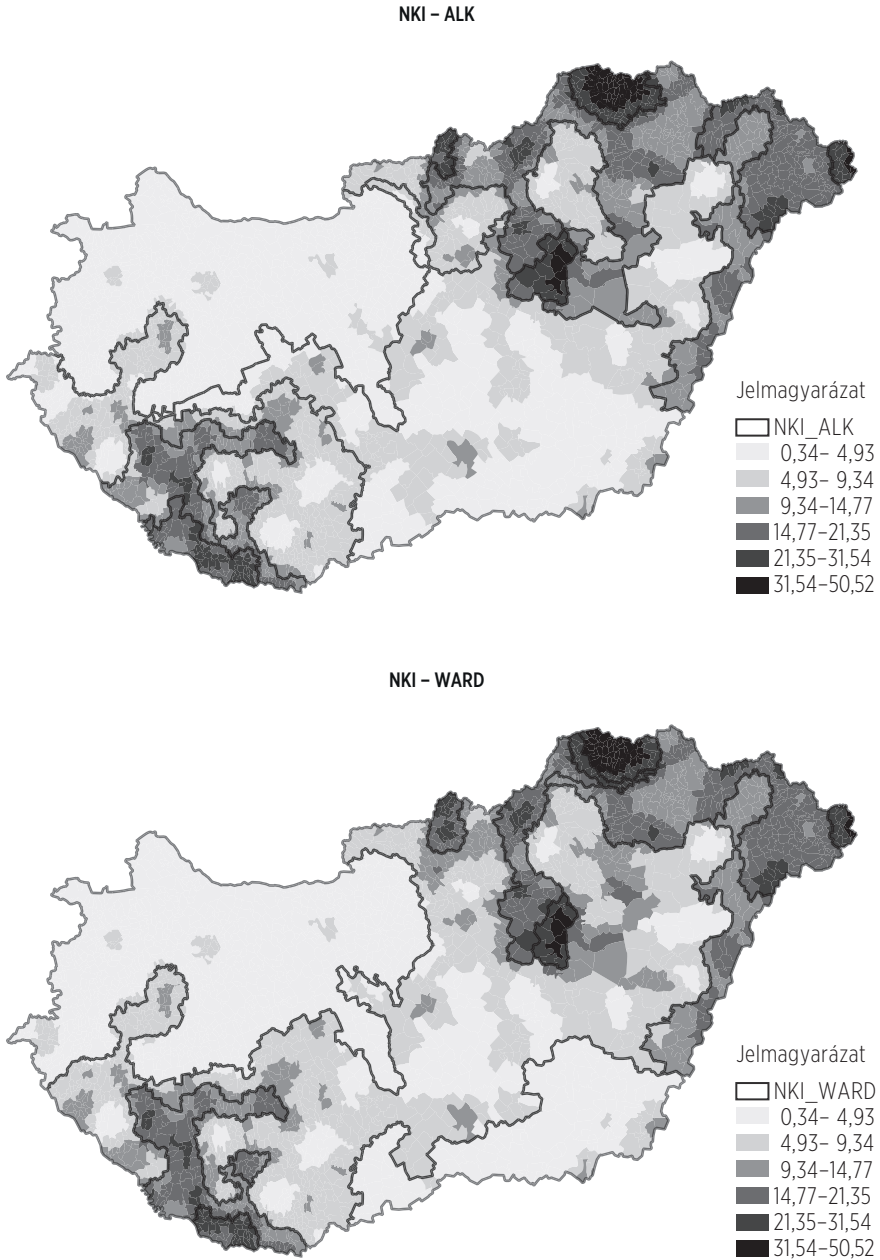 NKI – ALK
Jelmagyarázat
NKI_ALK
0,34– 4,93
4,93– 9,34
9,34–14,77
14,77–21,35
21,35–31,54
31,54–50,52
NKI – WARD
Jelmagyarázat
NKI_WARD
0,34– 4,93
4,93– 9,34
9,34–14,77
14,77–21,35
21,35–31,54
31,54–50,52